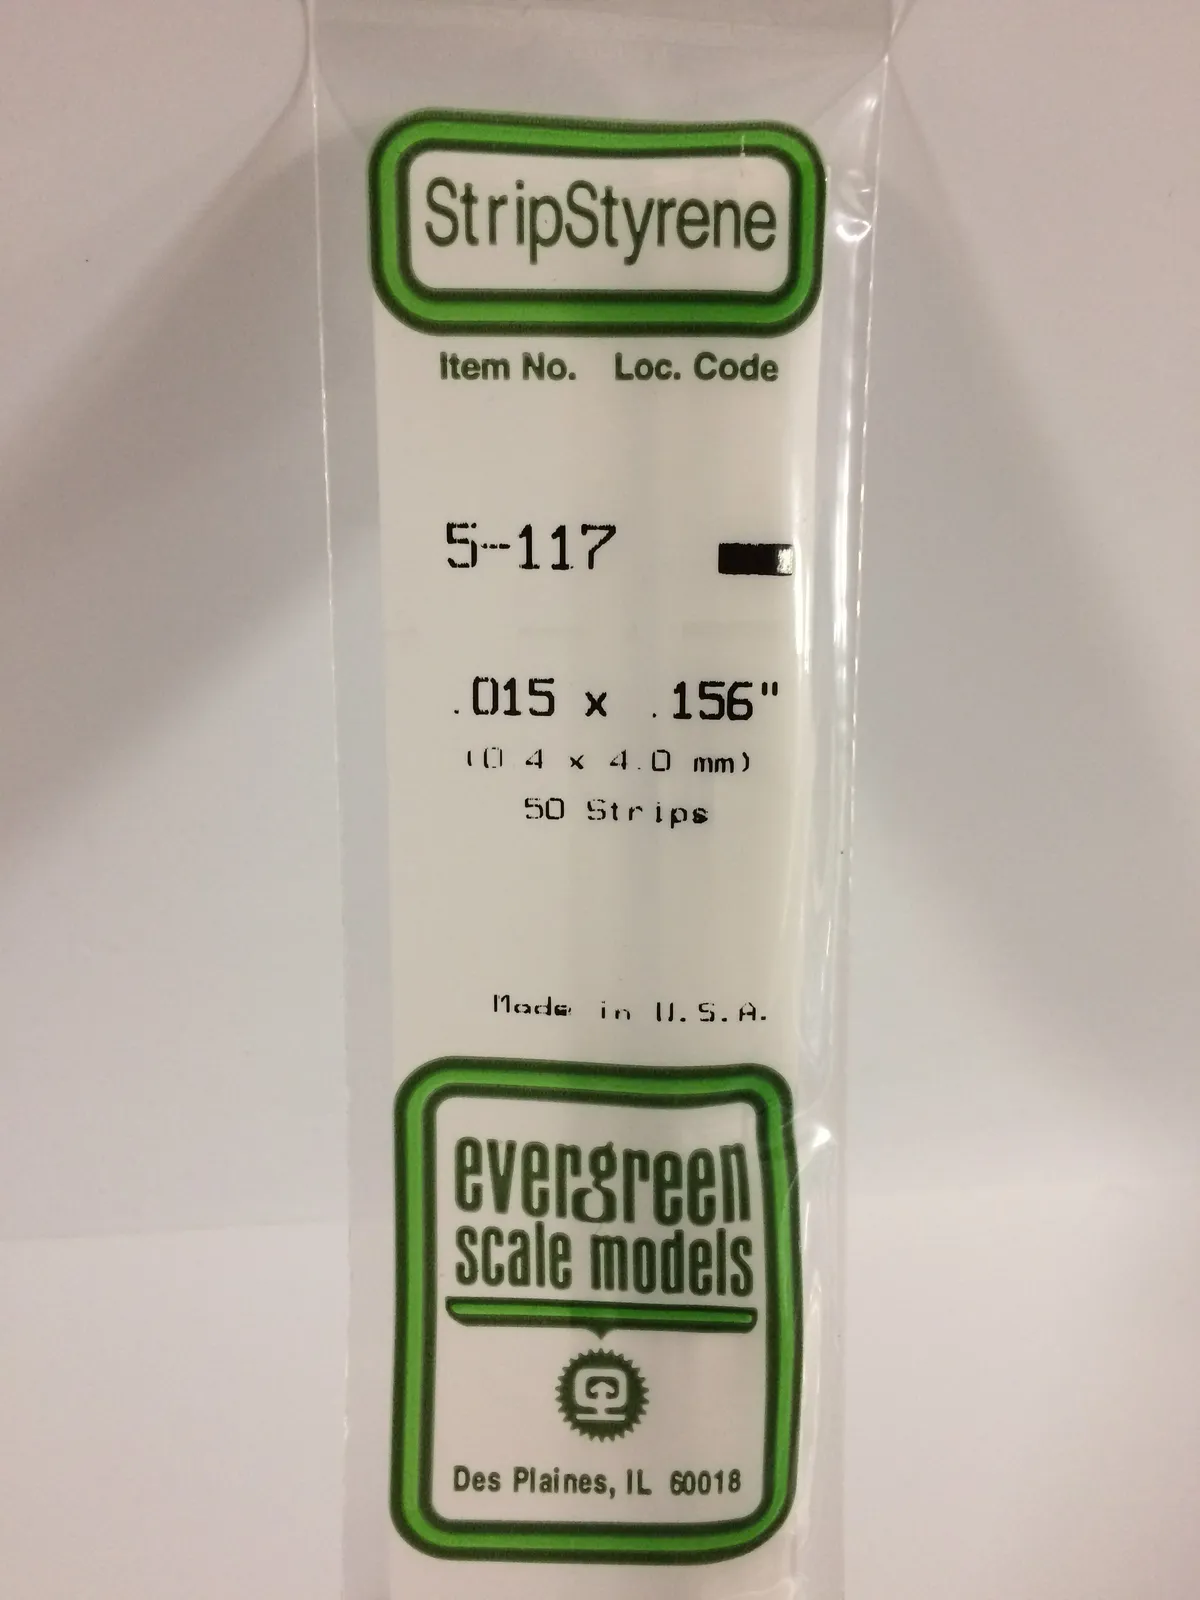 StripStyrene
Item No. Loc. Code
5-117
.015 x .156"
(0.4 x 4.0 mm)
50 Strips
Made in U.S.A.
evergreen
scale models
Des Plaines, IL 60018